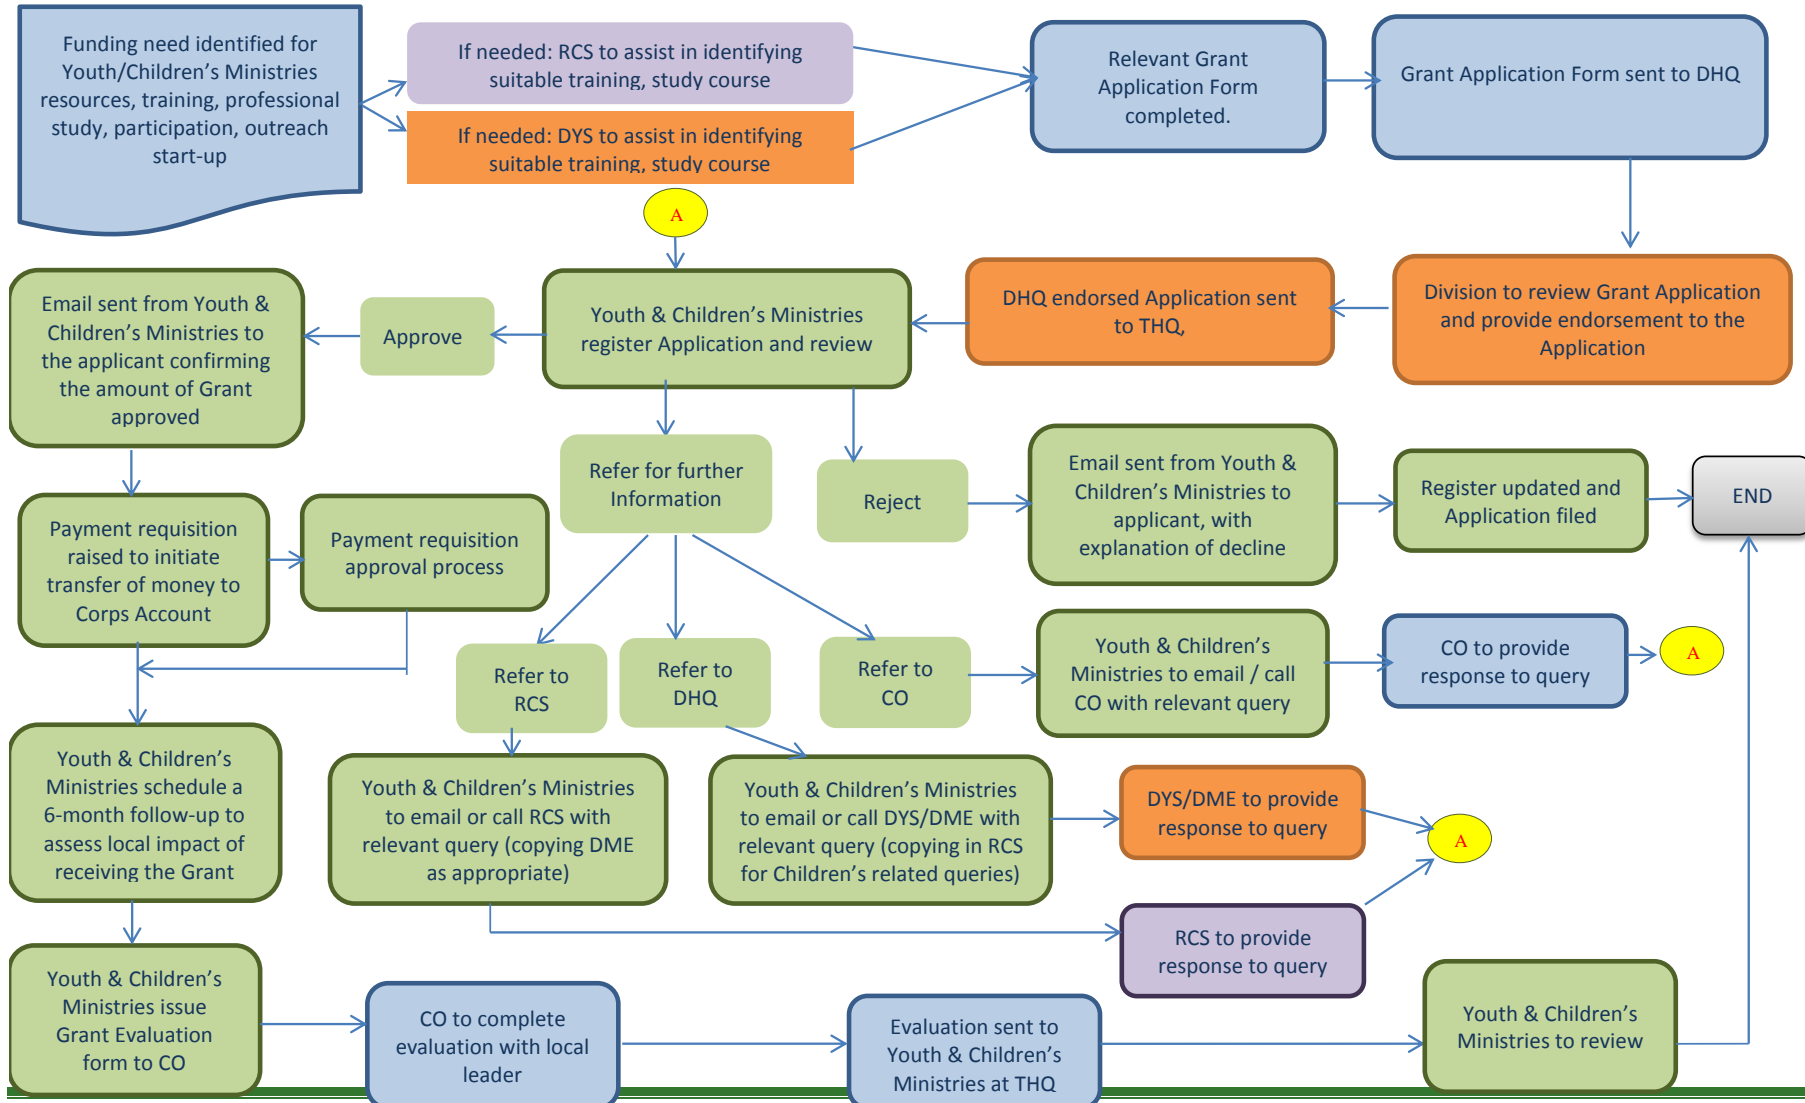 Funding need identified for
Youth/Children’s Ministries
resources, training, professional
study, participation, outreach
start-up
If needed: RCS to assist in identifying
suitable training, study course
If needed: DYS to assist in identifying
suitable training, study course
Relevant Grant
Application Form
completed.
Grant Application Form sent to DHQ
A
Email sent from Youth &
Children’s Ministries to
the applicant confirming
the amount of Grant
approved
Approve
Youth & Children’s Ministries
register Application and review
DHQ endorsed Application sent
to THQ,
Division to review Grant Application
and provide endorsement to the
Application
Refer for further
Information
Reject
Email sent from Youth &
Children’s Ministries to
applicant, with
explanation of decline
Register updated and
Application filed
END
Payment requisition
raised to initiate
transfer of money to
Corps Account
Payment requisition
approval process
Refer to
RCS
Refer to
DHQ
Refer to
CO
Youth & Children’s
Ministries to email / call
CO with relevant query
CO to provide
response to query
A
Youth & Children’s
Ministries schedule a
6-month follow-up to
assess local impact of
receiving the Grant
Youth & Children’s Ministries
to email or call RCS with
relevant query (copying DME
as appropriate)
Youth & Children’s Ministries
to email or call DYS/DME with
relevant query (copying in RCS
for Children’s related queries)
DYS/DME to provide
response to query
A
RCS to provide
response to query
Youth & Children’s
Ministries issue
Grant Evaluation
form to CO
CO to complete
evaluation with local
leader
Evaluation sent to
Youth & Children’s
Ministries at THQ
Youth & Children’s
Ministries to review